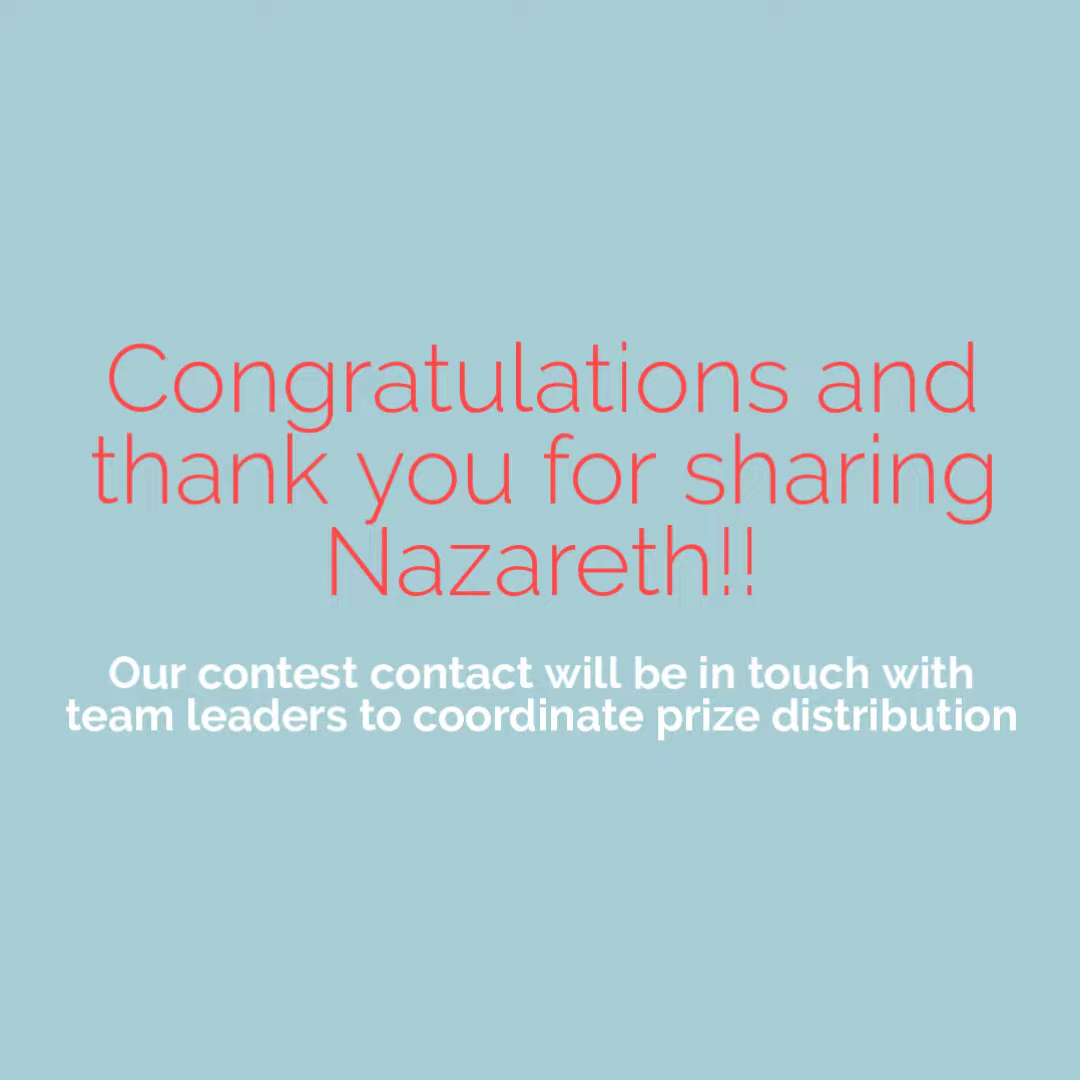 Congratulations and
thank you for sharing
Nazareth!!
Our contest contact will be in touch with
team leaders to coordinate prize distribution